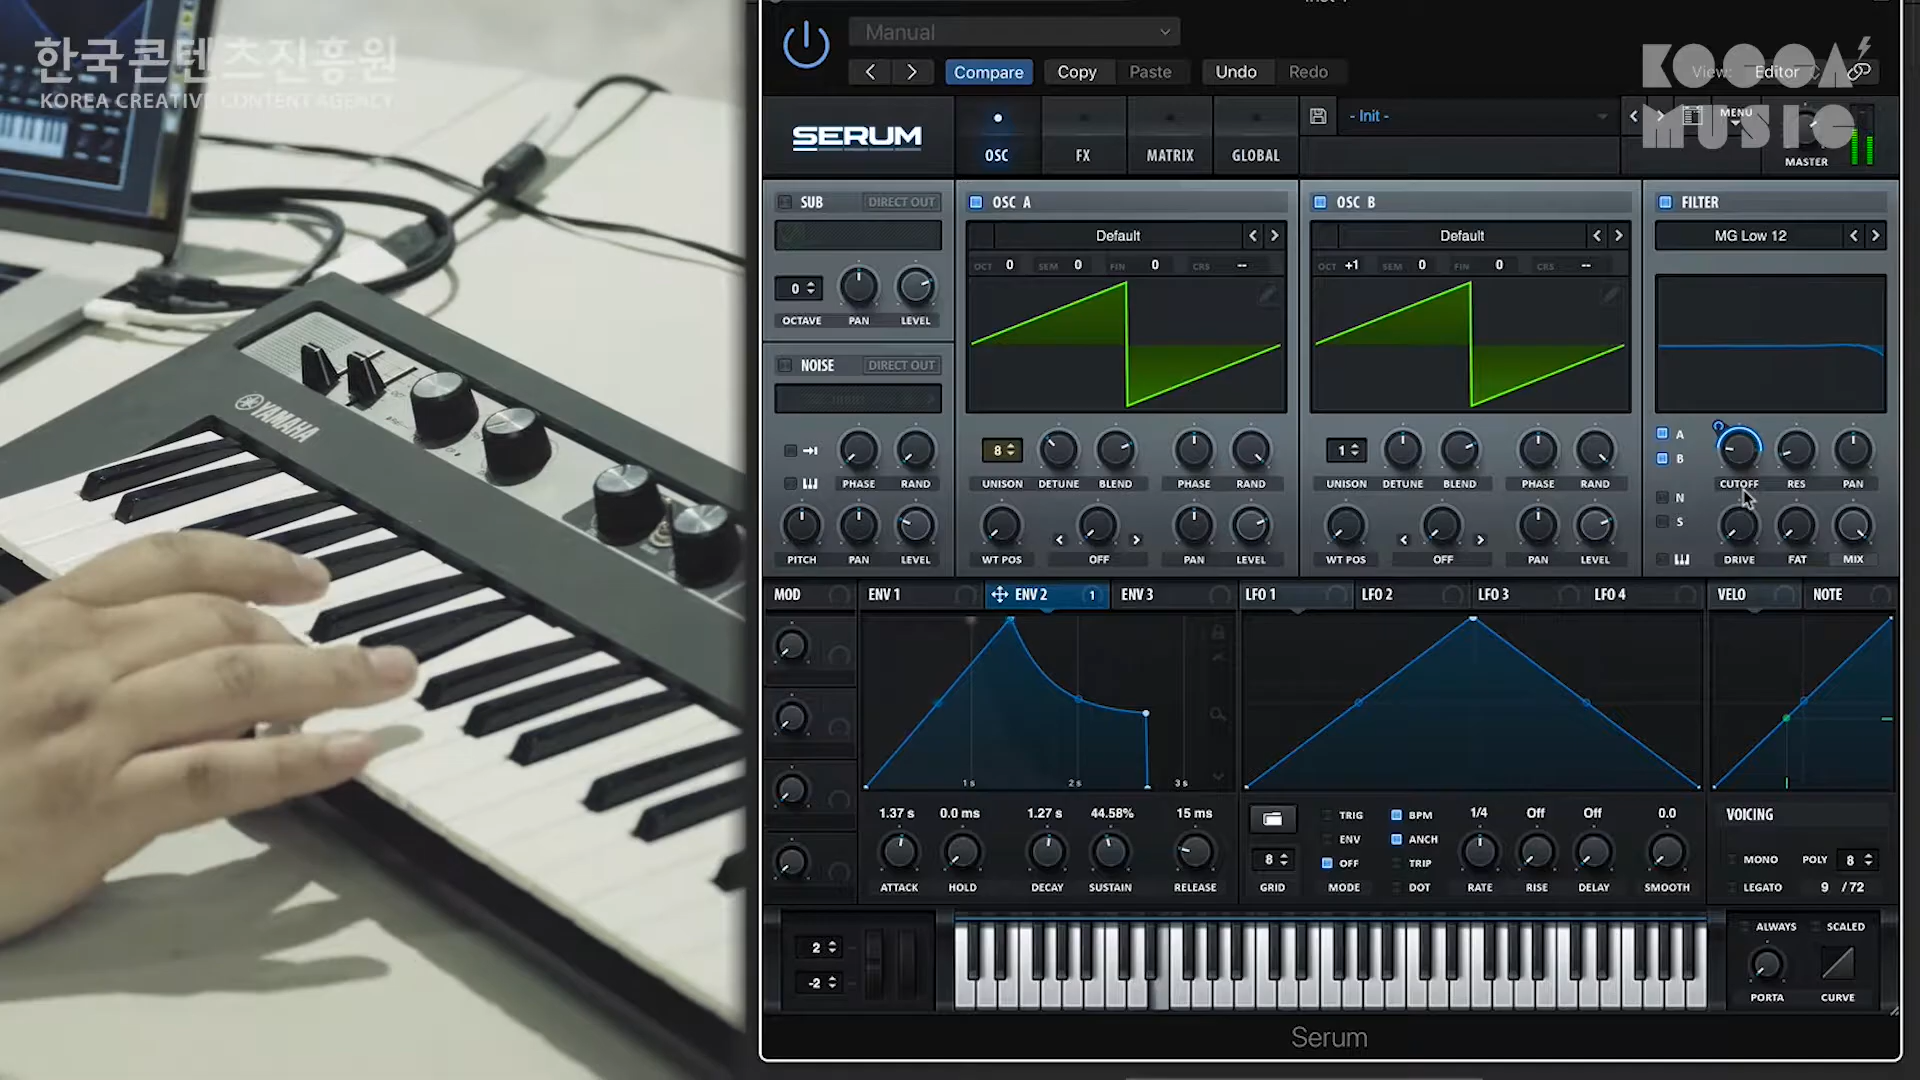 한국콘텐츠진흥원
KOREA CREATIVE CONTENT AGENCY
YAMAHA
Manual
Compare
Copy
Paste
Undo
Redo
View:
Editor
KOCCA
MUSIC
SERUM
OSC
FX
MATRIX
GLOBAL
- Init -
MENU
MASTER
SUB
DIRECT OUT
0
OCTAVE
PAN
LEVEL
NOISE
DIRECT OUT
PHASE
RAND
PITCH
PAN
LEVEL
OSC A
Default
OCT 0
SEM 0
FIN 0
CRS --
8
UNISON
DETUNE
BLEND
PHASE
RAND
WT POS
OFF
PAN
LEVEL
OSC B
Default
OCT +1
SEM 0
FIN 0
CRS --
1
UNISON
DETUNE
BLEND
PHASE
RAND
WT POS
OFF
PAN
LEVEL
FILTER
MG Low 12
A
B
N
S
CUTOFF
RES
PAN
DRIVE
FAT
MIX
MOD
ENV 1
ENV 2
1
ENV 3
LFO 1
LFO 2
LFO 3
LFO 4
VELO
NOTE
1 s
2 s
3 s
1.37 s
0.0 ms
1.27 s
44.58%
15 ms
ATTACK
HOLD
DECAY
SUSTAIN
RELEASE
8
GRID
TRIG
ENV
OFF
MODE
BPM
ANCH
TRIP
DOT
1/4
Off
Off
0.0
RATE
RISE
DELAY
SMOOTH
VOICING
MONO
POLY
8
LEGATO
9 / 72
2
-2
ALWAYS
SCALED
PORTA
CURVE
Serum